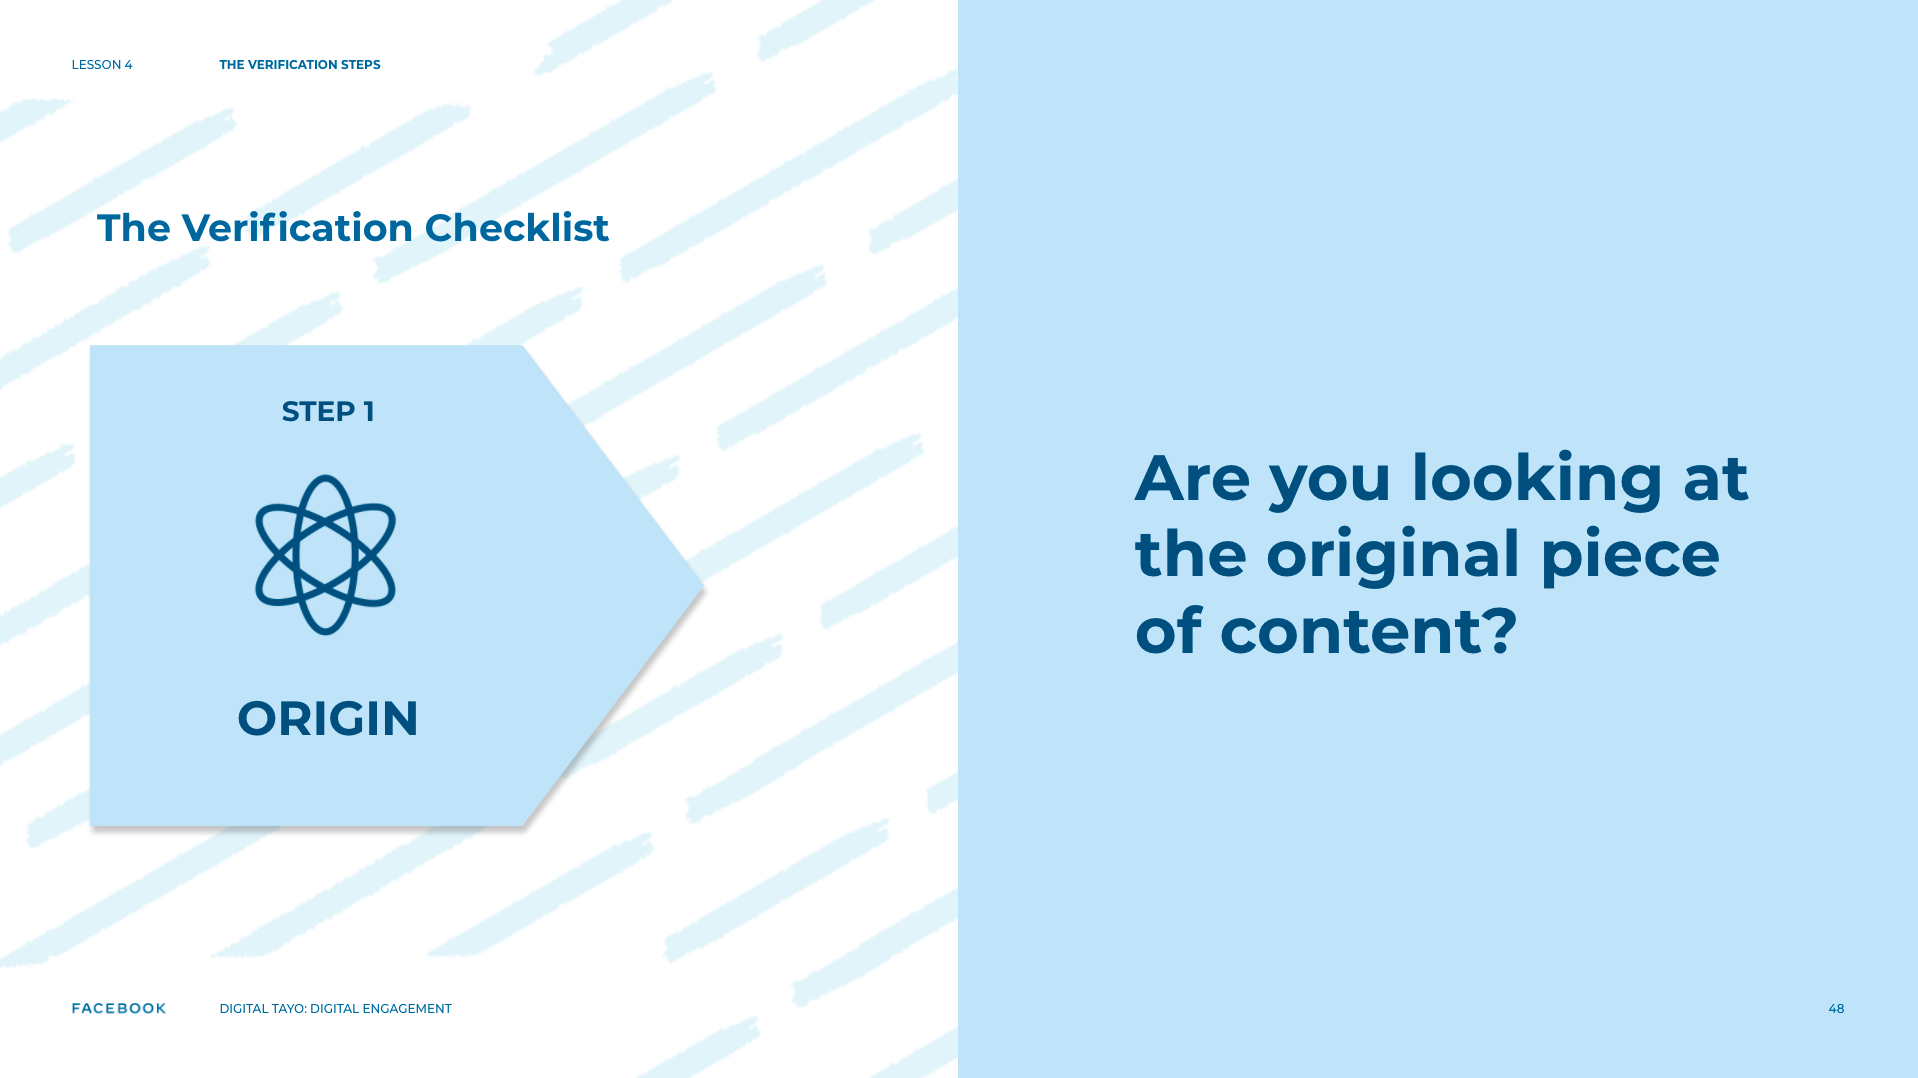 LESSON 4
THE VERIFICATION STEPS
The Verification Checklist
STEP 1
ORIGIN
Are you looking at
the original piece
of content?
FACEBOOK
DIGITAL TAYO: DIGITAL ENGAGEMENT
48